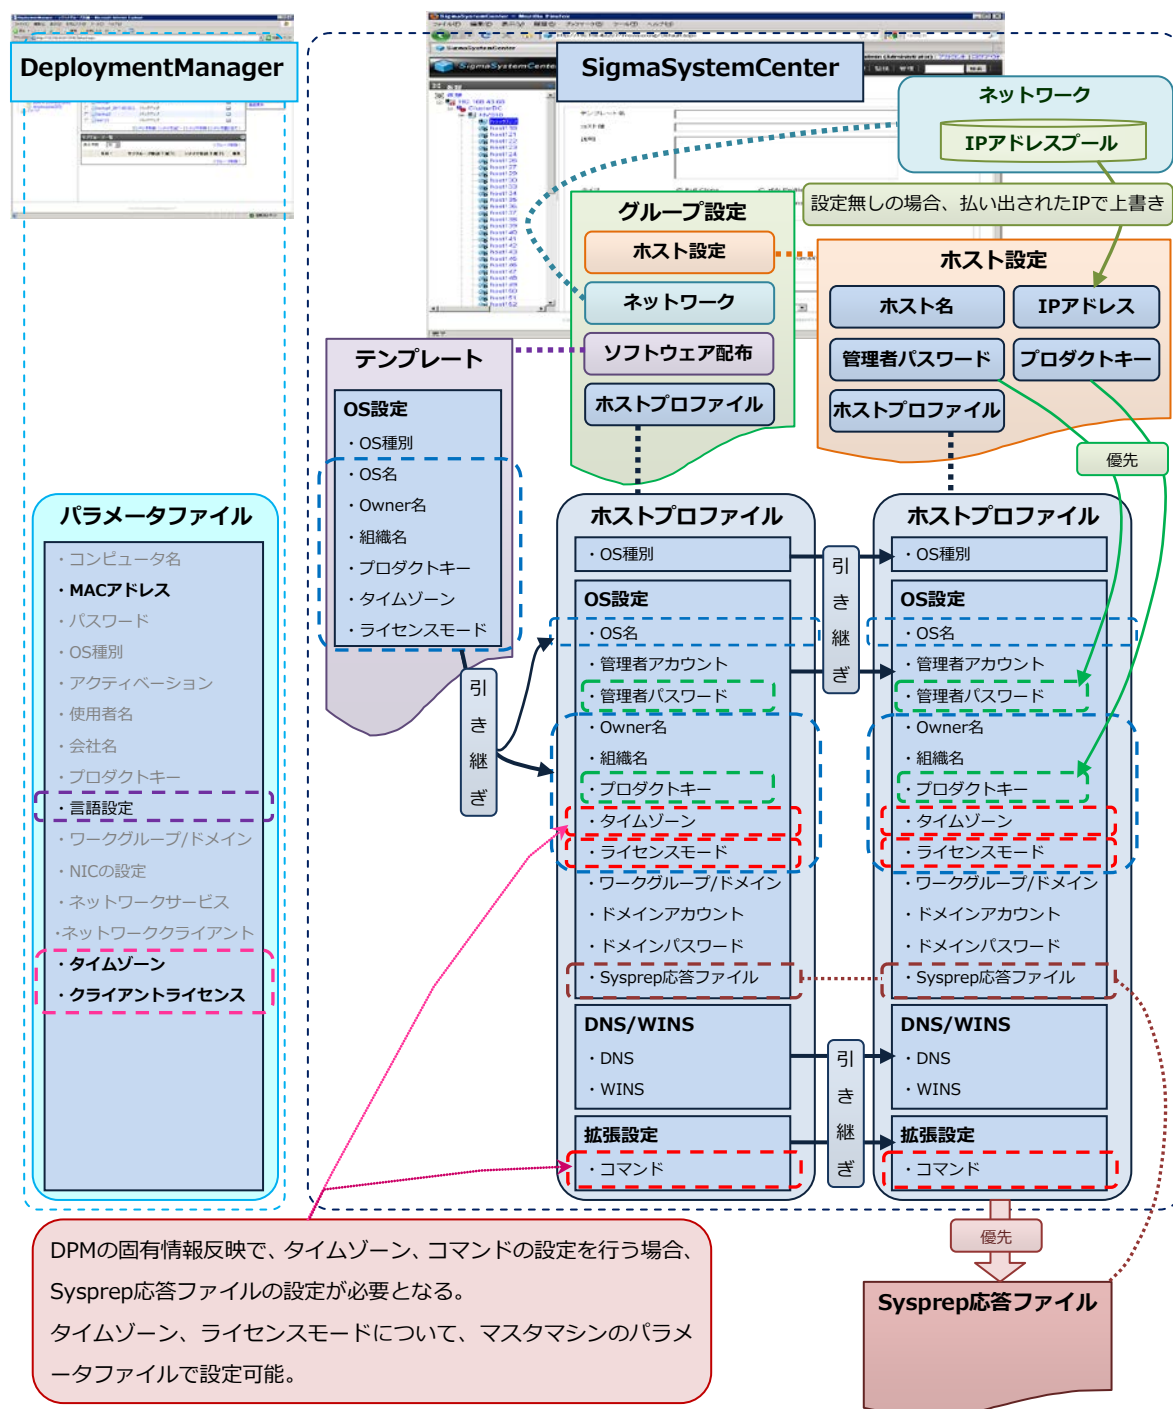 DeploymentManager
SigmaSystemCenter
ネットワーク
IPアドレスプール
設定無しの場合、払い出されたIPで上書き
グループ設定
ホスト設定
ネットワーク
ソフトウェア配布
ホストプロファイル
ホスト設定
ホスト名
IPアドレス
管理者パスワード
プロダクトキー
ホストプロファイル
優先
テンプレート
OS設定
・OS種別
・OS名
・Owner名
・組織名
・プロダクトキー
・タイムゾーン
・ライセンスモード
引き継ぎ
パラメータファイル
・コンピュータ名
・MACアドレス
・パスワード
・OS種別
・アクティベーション
・使用者名
・会社名
・プロダクトキー
・言語設定
・ワークグループ/ドメイン
・NICの設定
・ネットワークサービス
・ネットワーククライアント
・タイムゾーン
・クライアントライセンス
ホストプロファイル
・OS種別
OS設定
・OS名
・管理者アカウント
・管理者パスワード
・Owner名
・組織名
・プロダクトキー
・タイムゾーン
・ライセンスモード
・ワークグループ/ドメイン
・ドメインアカウント
・ドメインパスワード
・Sysprep応答ファイル
DNS/WINS
・DNS
・WINS
拡張設定
・コマンド
引き継ぎ
引き継ぎ
ホストプロファイル
・OS種別
OS設定
・OS名
・管理者アカウント
・管理者パスワード
・Owner名
・組織名
・プロダクトキー
・タイムゾーン
・ライセンスモード
・ワークグループ/ドメイン
・ドメインアカウント
・ドメインパスワード
・Sysprep応答ファイル
DNS/WINS
・DNS
・WINS
拡張設定
・コマンド
優先
Sysprep応答ファイル
DPMの固有情報反映で、タイムゾーン、コマンドの設定を行う場合、
Sysprep応答ファイルの設定が必要となる。
タイムゾーン、ライセンスモードについて、マスタマシンのパラメ
ータファイルで設定可能。